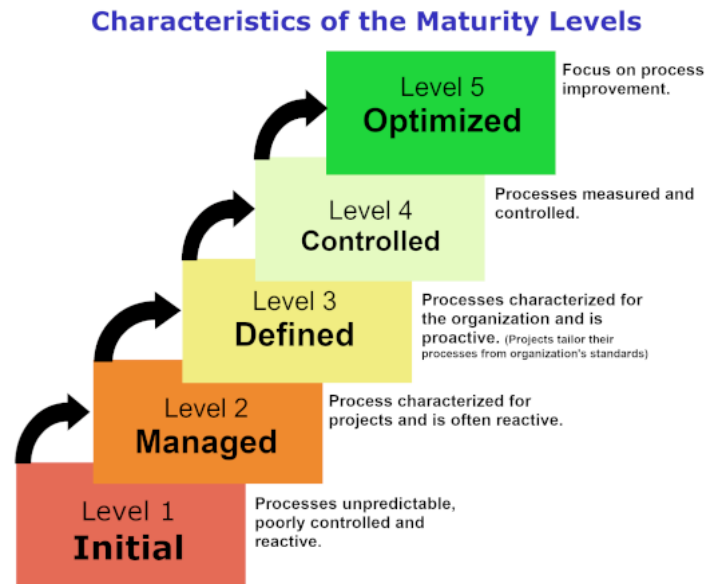 Characteristics of the Maturity Levels
Level 5
Optimized
Focus on process
improvement.
Level 4
Controlled
Processes measured and
controlled.
Level 3
Defined
Processes characterized for
the organization and is
proactive. (Projects tailor their
processes from organization's standards)
Level 2
Managed
Process characterized for
projects and is often reactive.
Level 1
Initial
Processes unpredictable,
poorly controlled and
reactive.